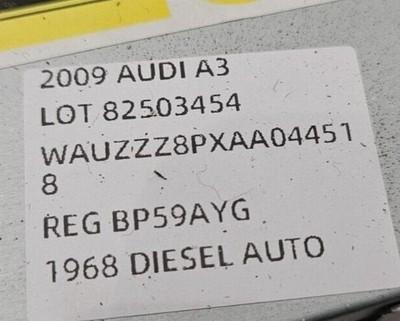 2009 AUDI A3
LOT 82503454
WAUZZZ8PXAA04451
8
REG BP59AYG
1968 DIESEL AUTO